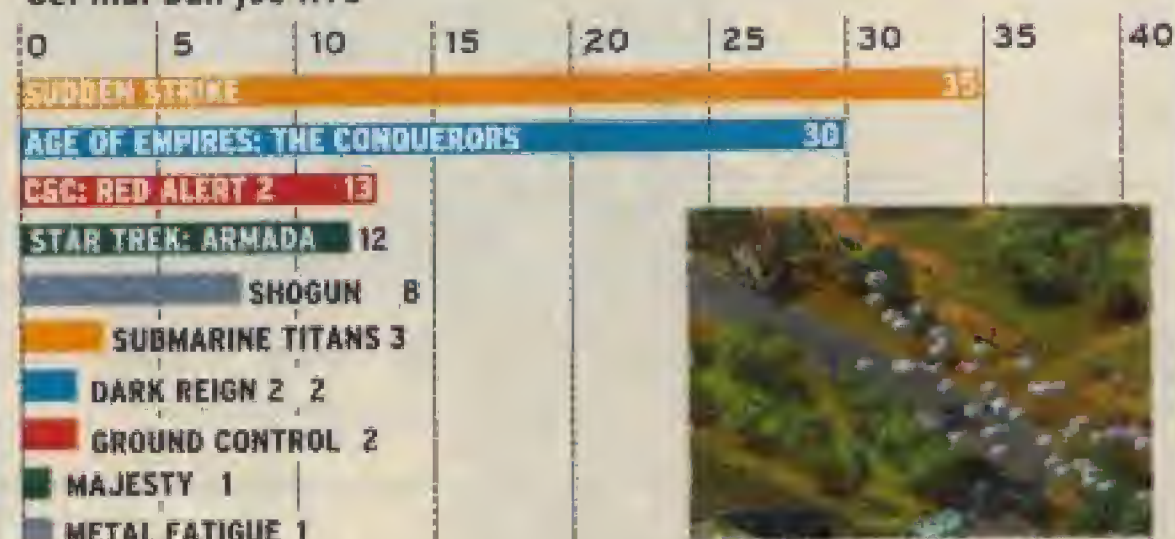 0 5 10 15 20 25 30 35 40
SUDDEN STRIKE 35
AGE OF EMPIRES: THE CONQUERORS 30
C&C: RED ALERT 2 13
STAR TREK: ARMADA 12
SHOGUN 8
SUBMARINE TITANS 3
DARK REIGN 2 2
GROUND CONTROL 2
MAJESTY 1
METAL FATIGUE 1